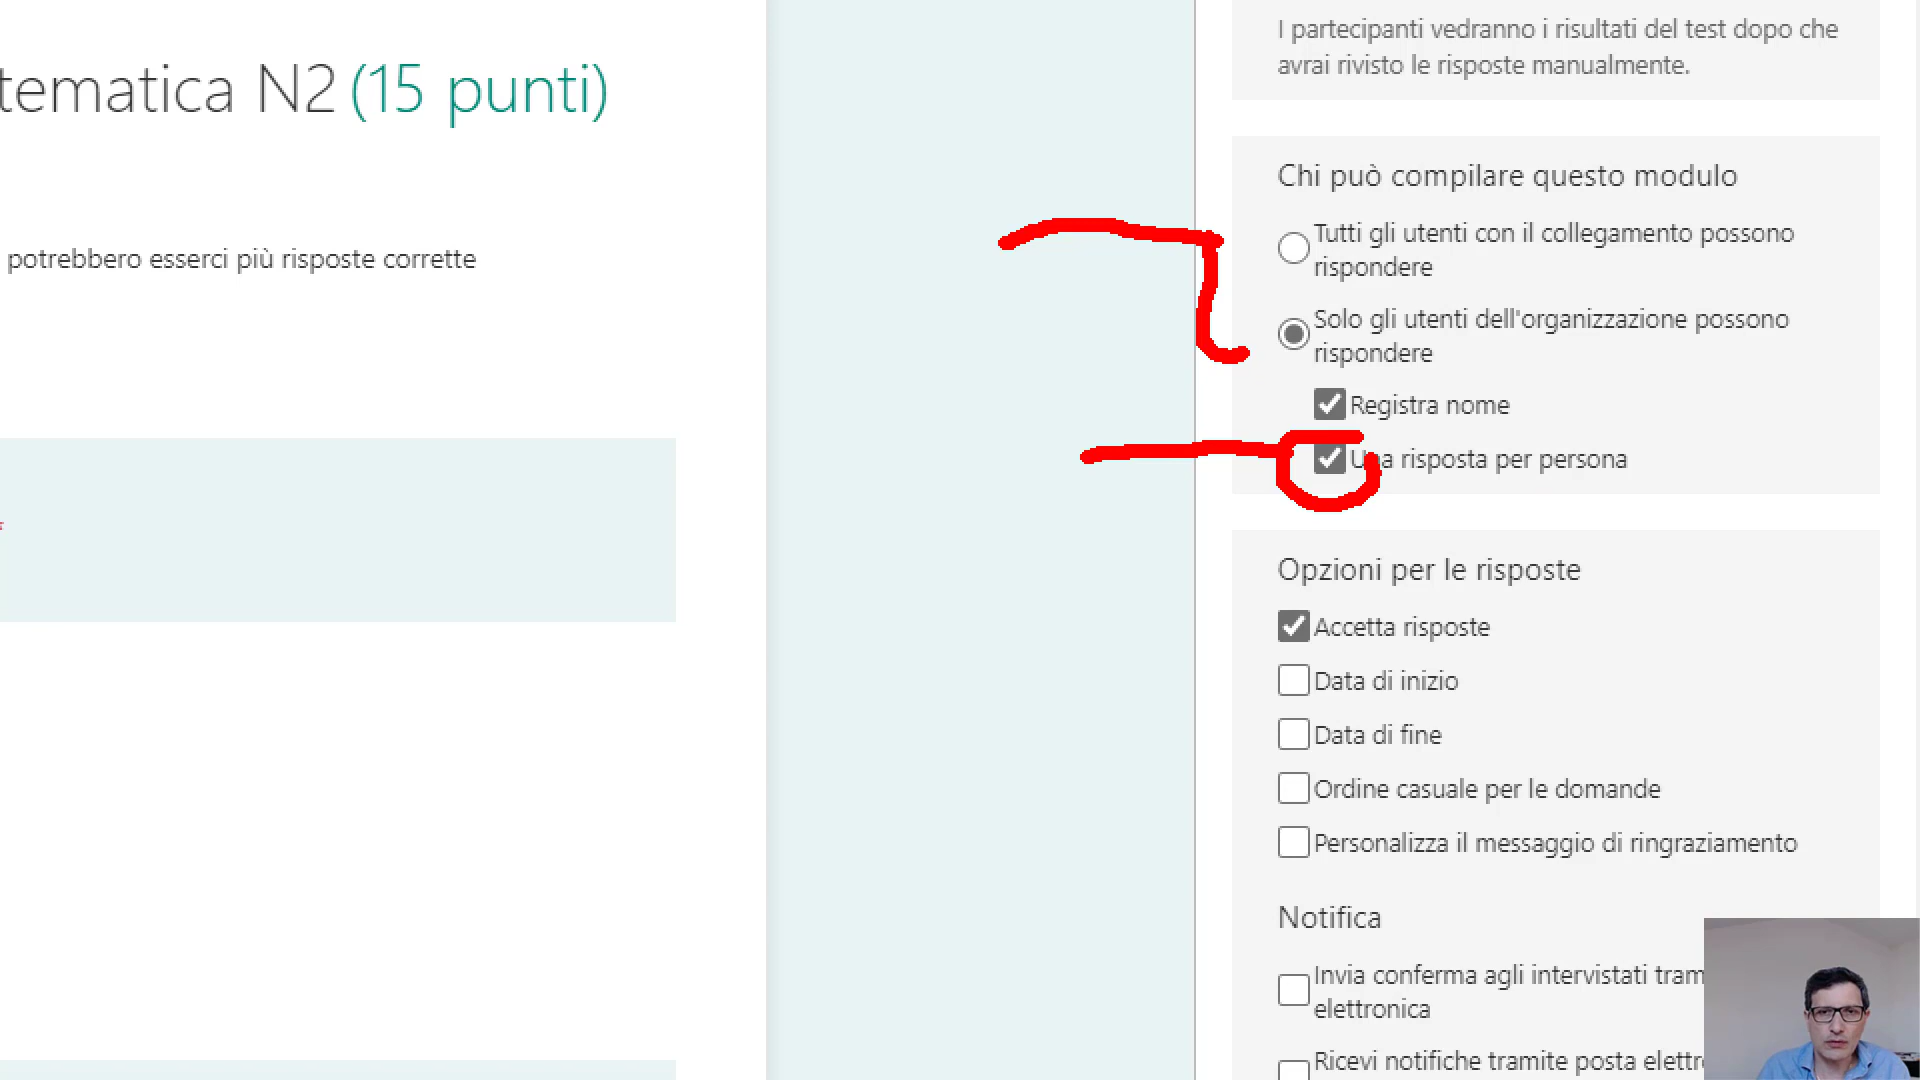 tematica N2 (15 punti)
potrebbero esserci più risposte corrette
*
I partecipanti vedranno i risultati del test dopo che
avrai rivisto le risposte manualmente.
Chi può compilare questo modulo
Tutti gli utenti con il collegamento possono
rispondere
Solo gli utenti dell'organizzazione possono
rispondere
Registra nome
Una risposta per persona
Opzioni per le risposte
Accetta risposte
Data di inizio
Data di fine
Ordine casuale per le domande
Personalizza il messaggio di ringraziamento
Notifica
Invia conferma agli intervistati tram
elettronica
Ricevi notifiche tramite posta elettr